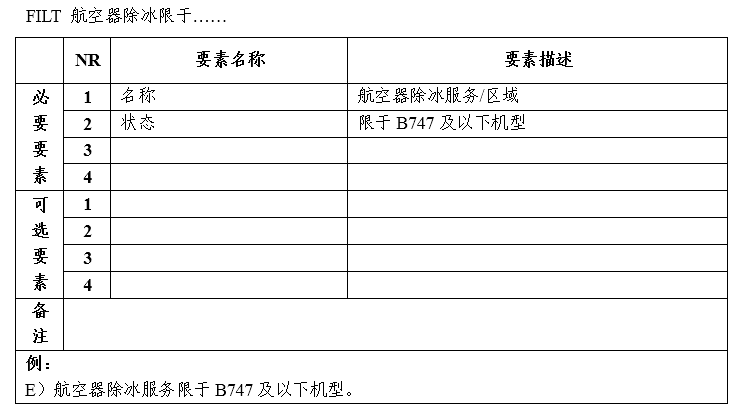 FILT 航空器除冰限于……
NR 要素名称 要素描述
必要要素
1 名称 航空器除冰服务/区域
2 状态 限于 B747 及以下机型
3
4
可选要素
1
2
3
4
备注
例：
E）航空器除冰服务限于 B747 及以下机型。